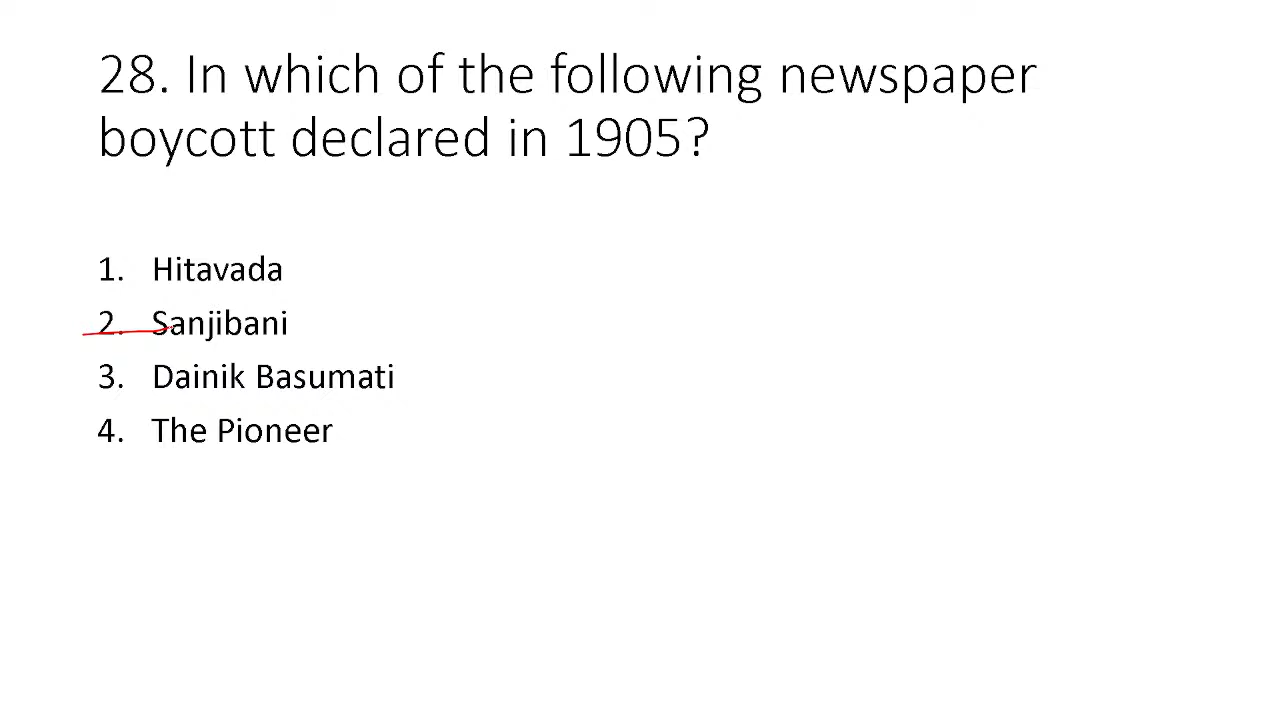 28. In which of the following newspaper
boycott declared in 1905?
1. Hitavada
2. Sanjibani
3. Dainik Basumati
4. The Pioneer